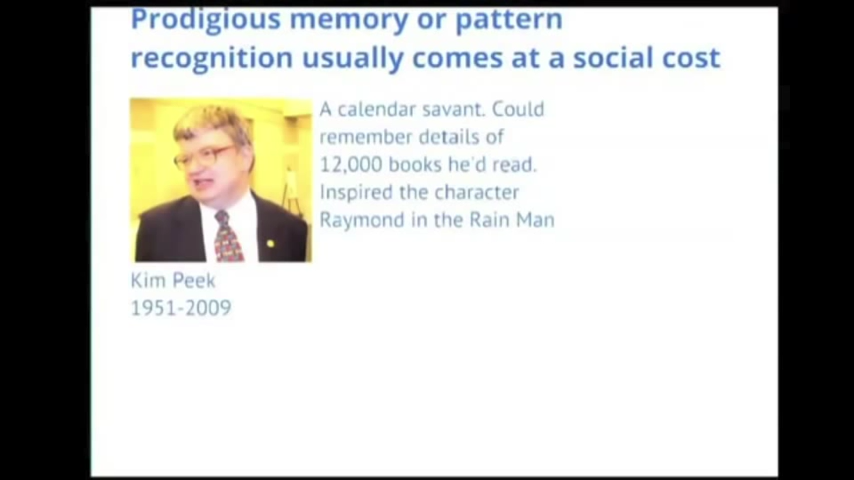 Prodigious memory or pattern
recognition usually comes at a social cost
A calendar savant. Could
remember details of
12,000 books he'd read.
Inspired the character
Raymond in the Rain Man
Kim Peek
1951-2009